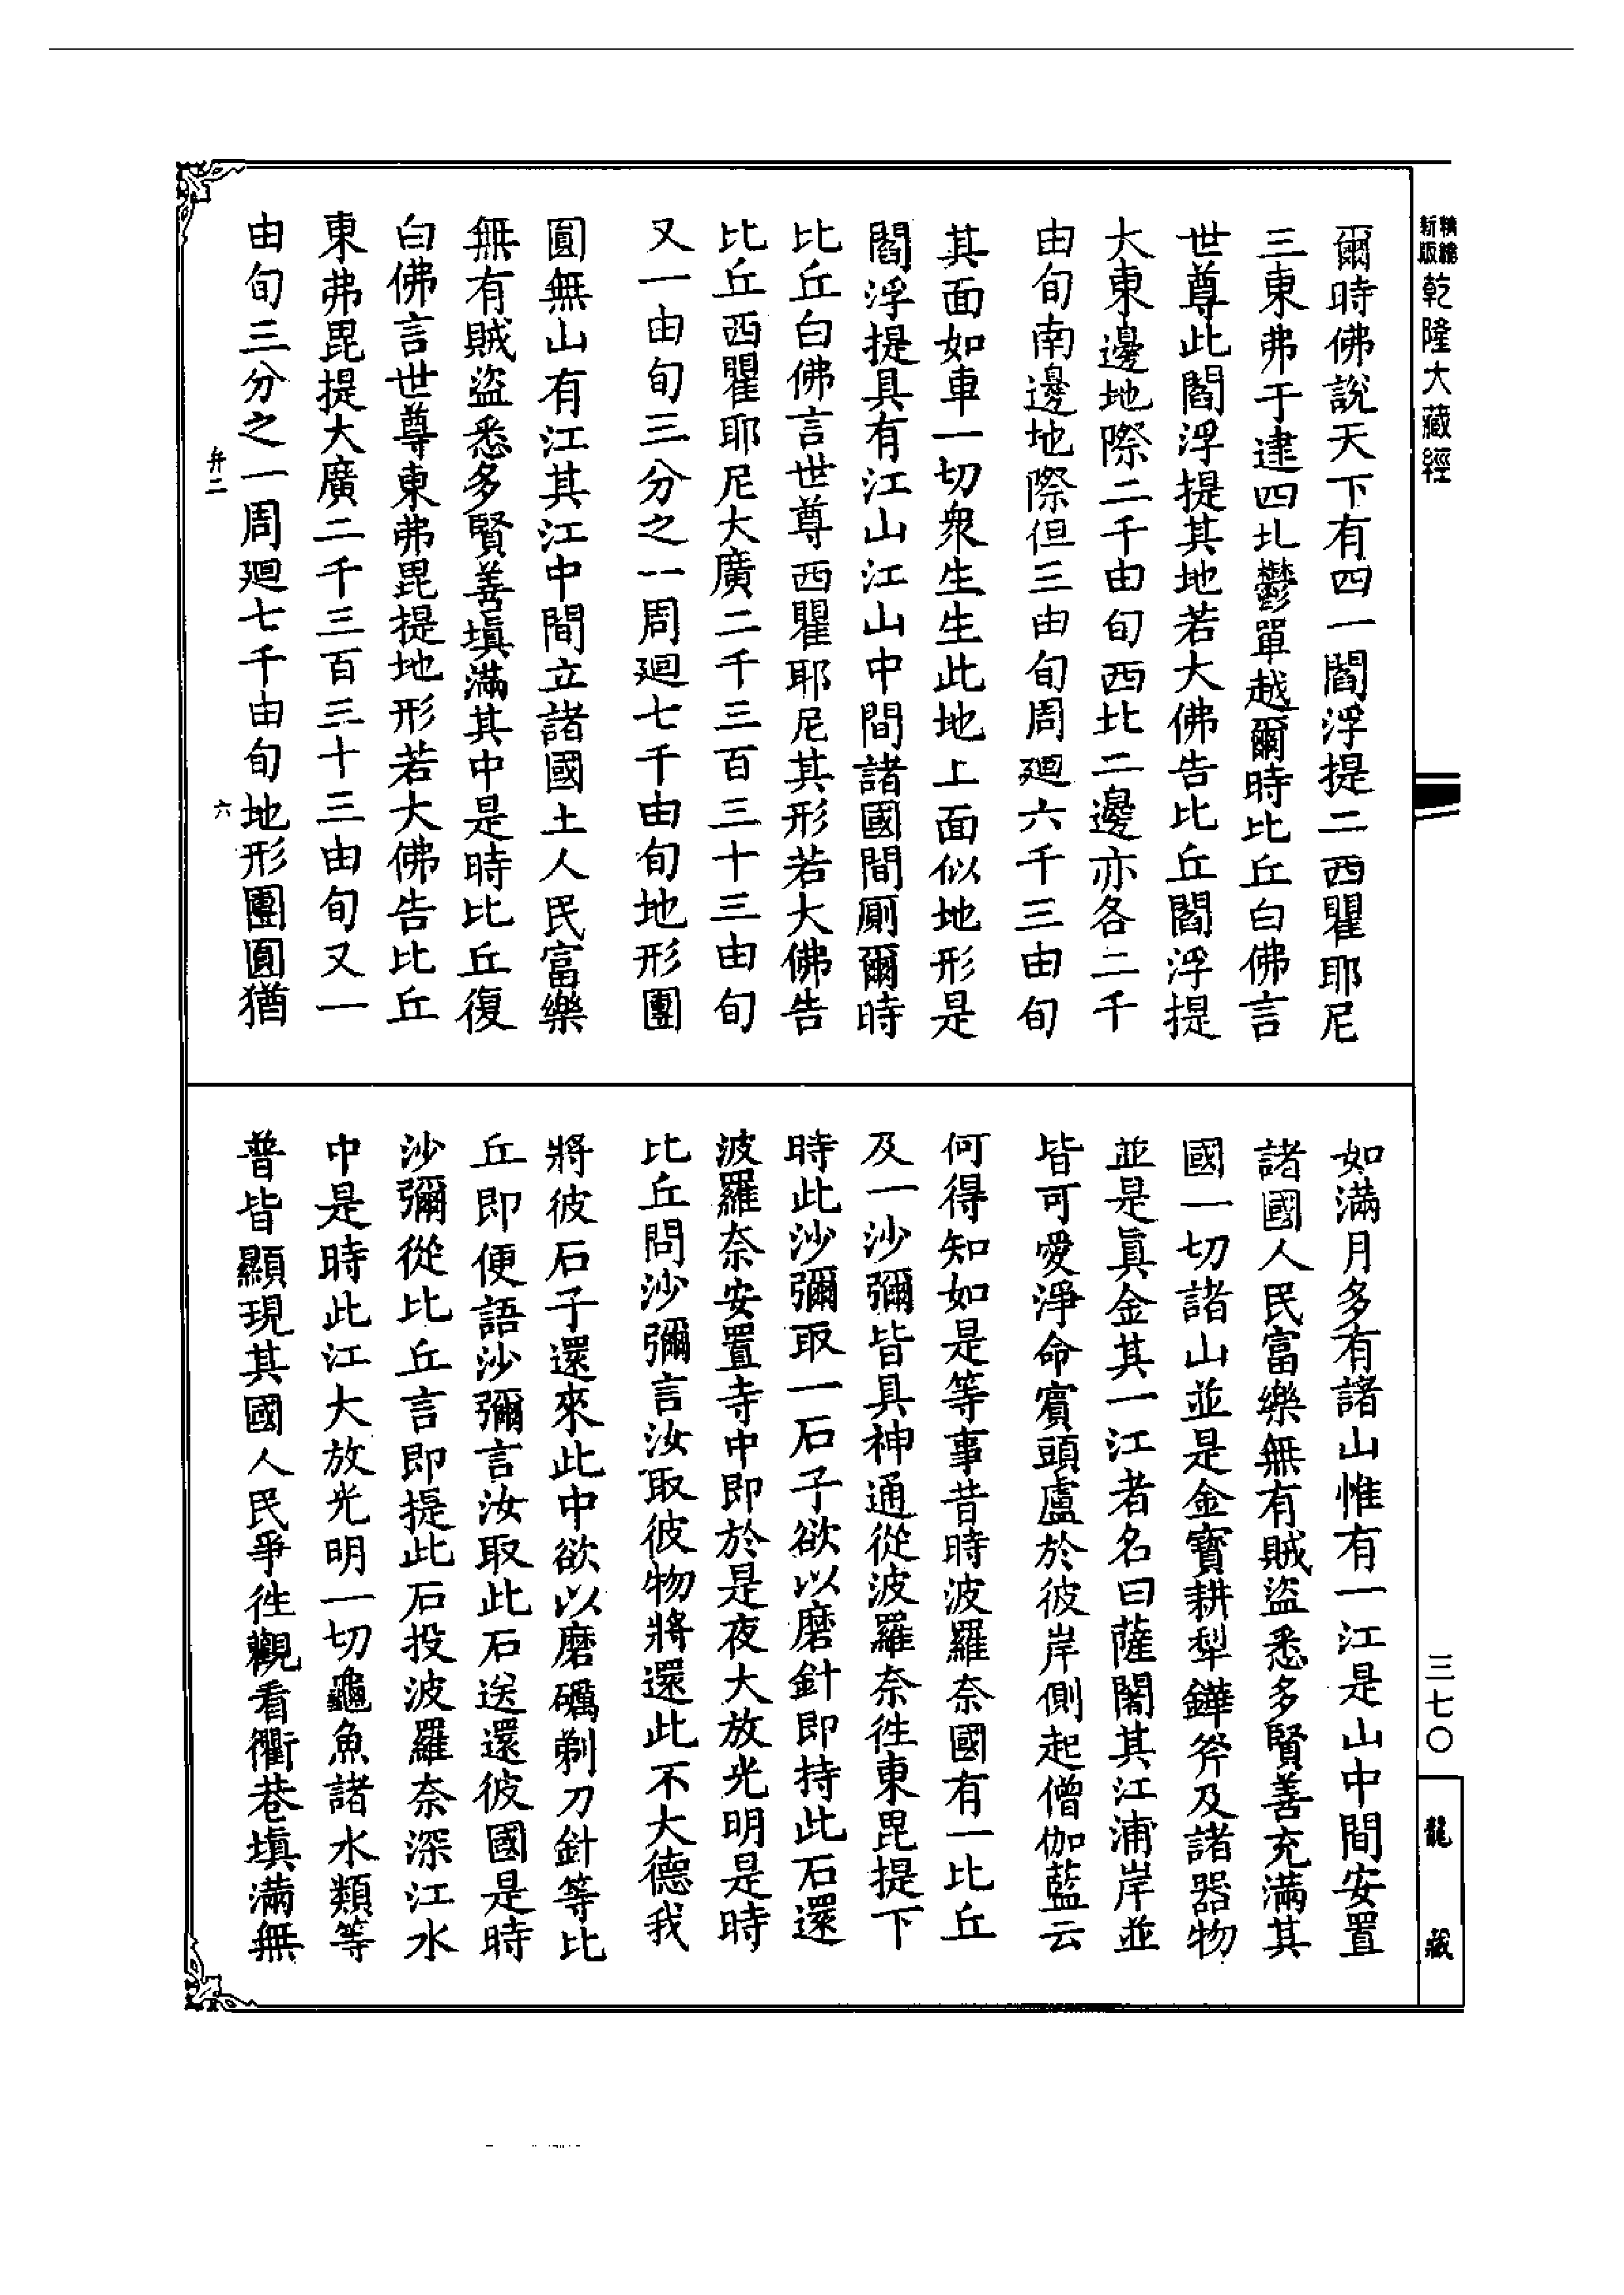 新版
精縮
乾隆大藏經
三七〇
龍藏
爾時佛說天下有四一閻浮提二西瞿耶尼
三東弗于逮四北鬱單越爾時比丘白佛言
世尊此閻浮提其地若大佛告比丘閻浮提
大東邊地際二千由旬西比二邊亦各二千
由旬南邊地際但三由旬周廻六千三由旬
其面如車一切衆生生此地上面似地形是
閻浮提具有江山江山中間諸國間厠爾時
比丘白佛言世尊西瞿耶尼其形若大佛告
比丘西瞿耶尼大廣二千三百三十三由旬
又一由旬三分之一周廻七千由旬地形團
圓無山有江其江中間立諸國土人民富樂
無有賊盜悉多賢善塡滿其中是時比丘復
白佛言世尊東弗毘提地形若大佛告比丘
東弗毘提大廣二千三百三十三由旬又一
由旬三分之一周廻七千由旬地形團圓猶
弁二
六
如滿月多有諸山惟有一江是山中間安置
諸國人民富樂無有賊盜悉多賢善充滿其
國一切諸山並是金寶耕犁鏵斧及諸器物
並是眞金其一江者名曰薩闍其江浦岸並
皆可愛淨命賓頭盧於彼岸側起僧伽藍云
何得知如是等事昔時波羅奈國有一比丘
及一沙彌皆具神通從波羅奈往東毘提下
時此沙彌取一石子欲以磨針即持此石還
波羅奈安置寺中即於是夜大放光明是時
比丘問沙彌言汝取彼物將還此不大德我
將彼石子還來此中欲以磨礪剃刀針等比
丘即便語沙彌言汝取此石送還彼國是時
沙彌從比丘言即提此石投波羅奈深江水
中是時此江大放光明一切龜魚諸水類等
普皆顯現其國人民爭徃觀看衢巷塡滿無